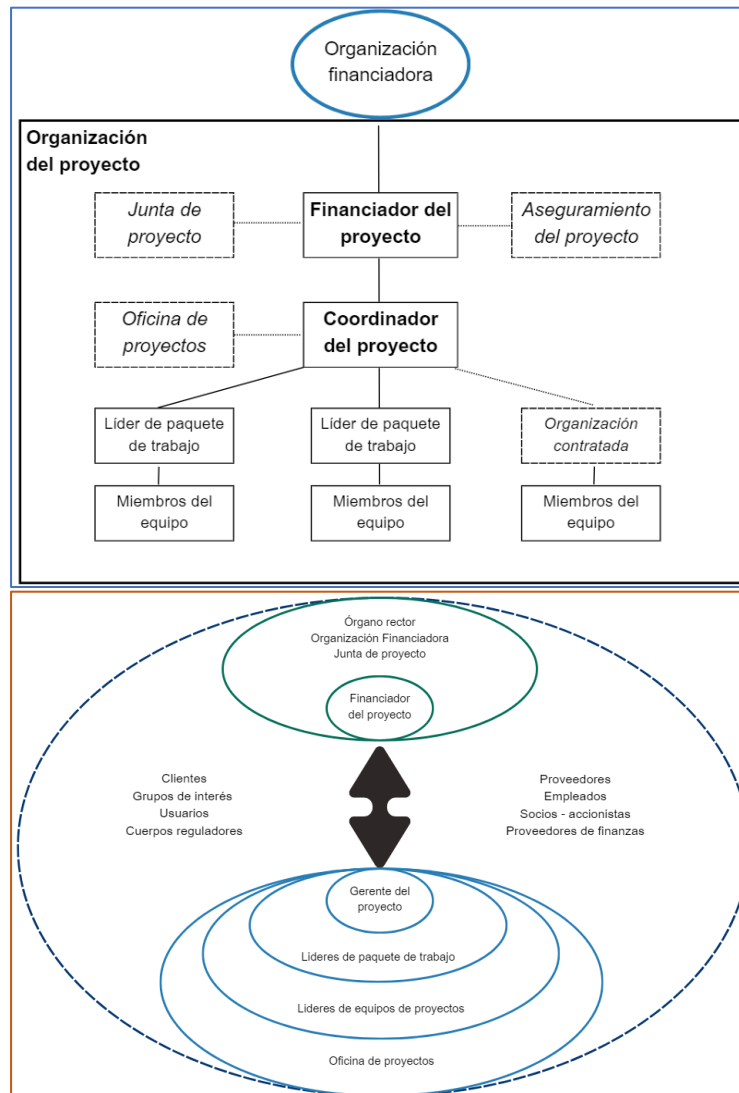 Organización
financiadora
Organización
del proyecto
Junta de
proyecto
Financiador del
proyecto
Aseguramiento
del proyecto
Oficina de
proyectos
Coordinador
del proyecto
Líder de paquete
de trabajo
Líder de paquete
de trabajo
Organización
contratada
Miembros del
equipo
Miembros del
equipo
Miembros del
equipo
Órgano rector
Organización Financiadora
Junta de proyecto
Financiador
del proyecto
Clientes
Grupos de interés
Usuarios
Cuerpos reguladores
Proveedores
Empleados
Socios - accionistas
Proveedores de finanzas
Gerente del
proyecto
Lideres de paquete de trabajo
Lideres de equipos de proyectos
Oficina de proyectos